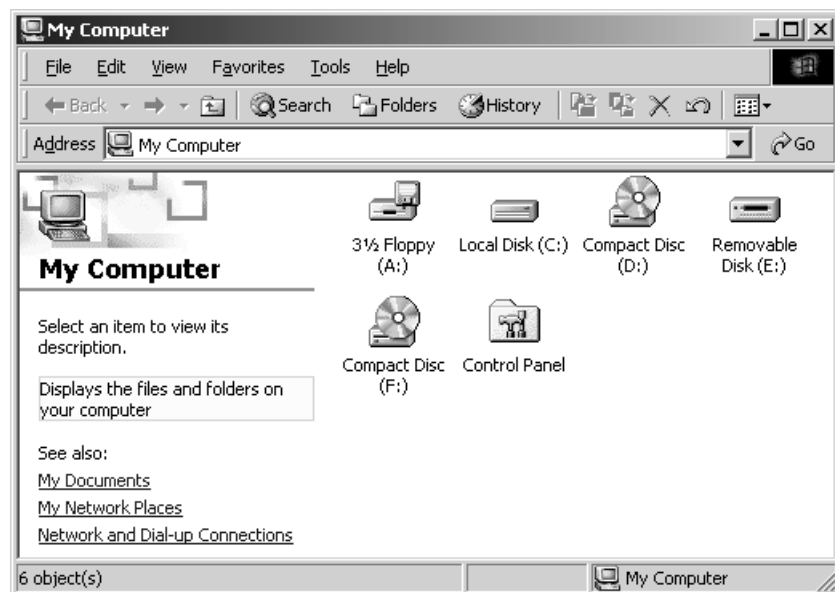 My Computer
File Edit View Favorites Tools Help
Back Search Folders History
Address My Computer Go
My Computer
Select an item to view its
description.
Displays the files and folders on
your computer
See also:
My Documents
My Network Places
Network and Dial-up Connections
3½ Floppy
(A:)
Local Disk (C:)
Compact Disc
(D:)
Removable
Disk (E:)
Compact Disc
(F:)
Control Panel
6 object(s) My Computer